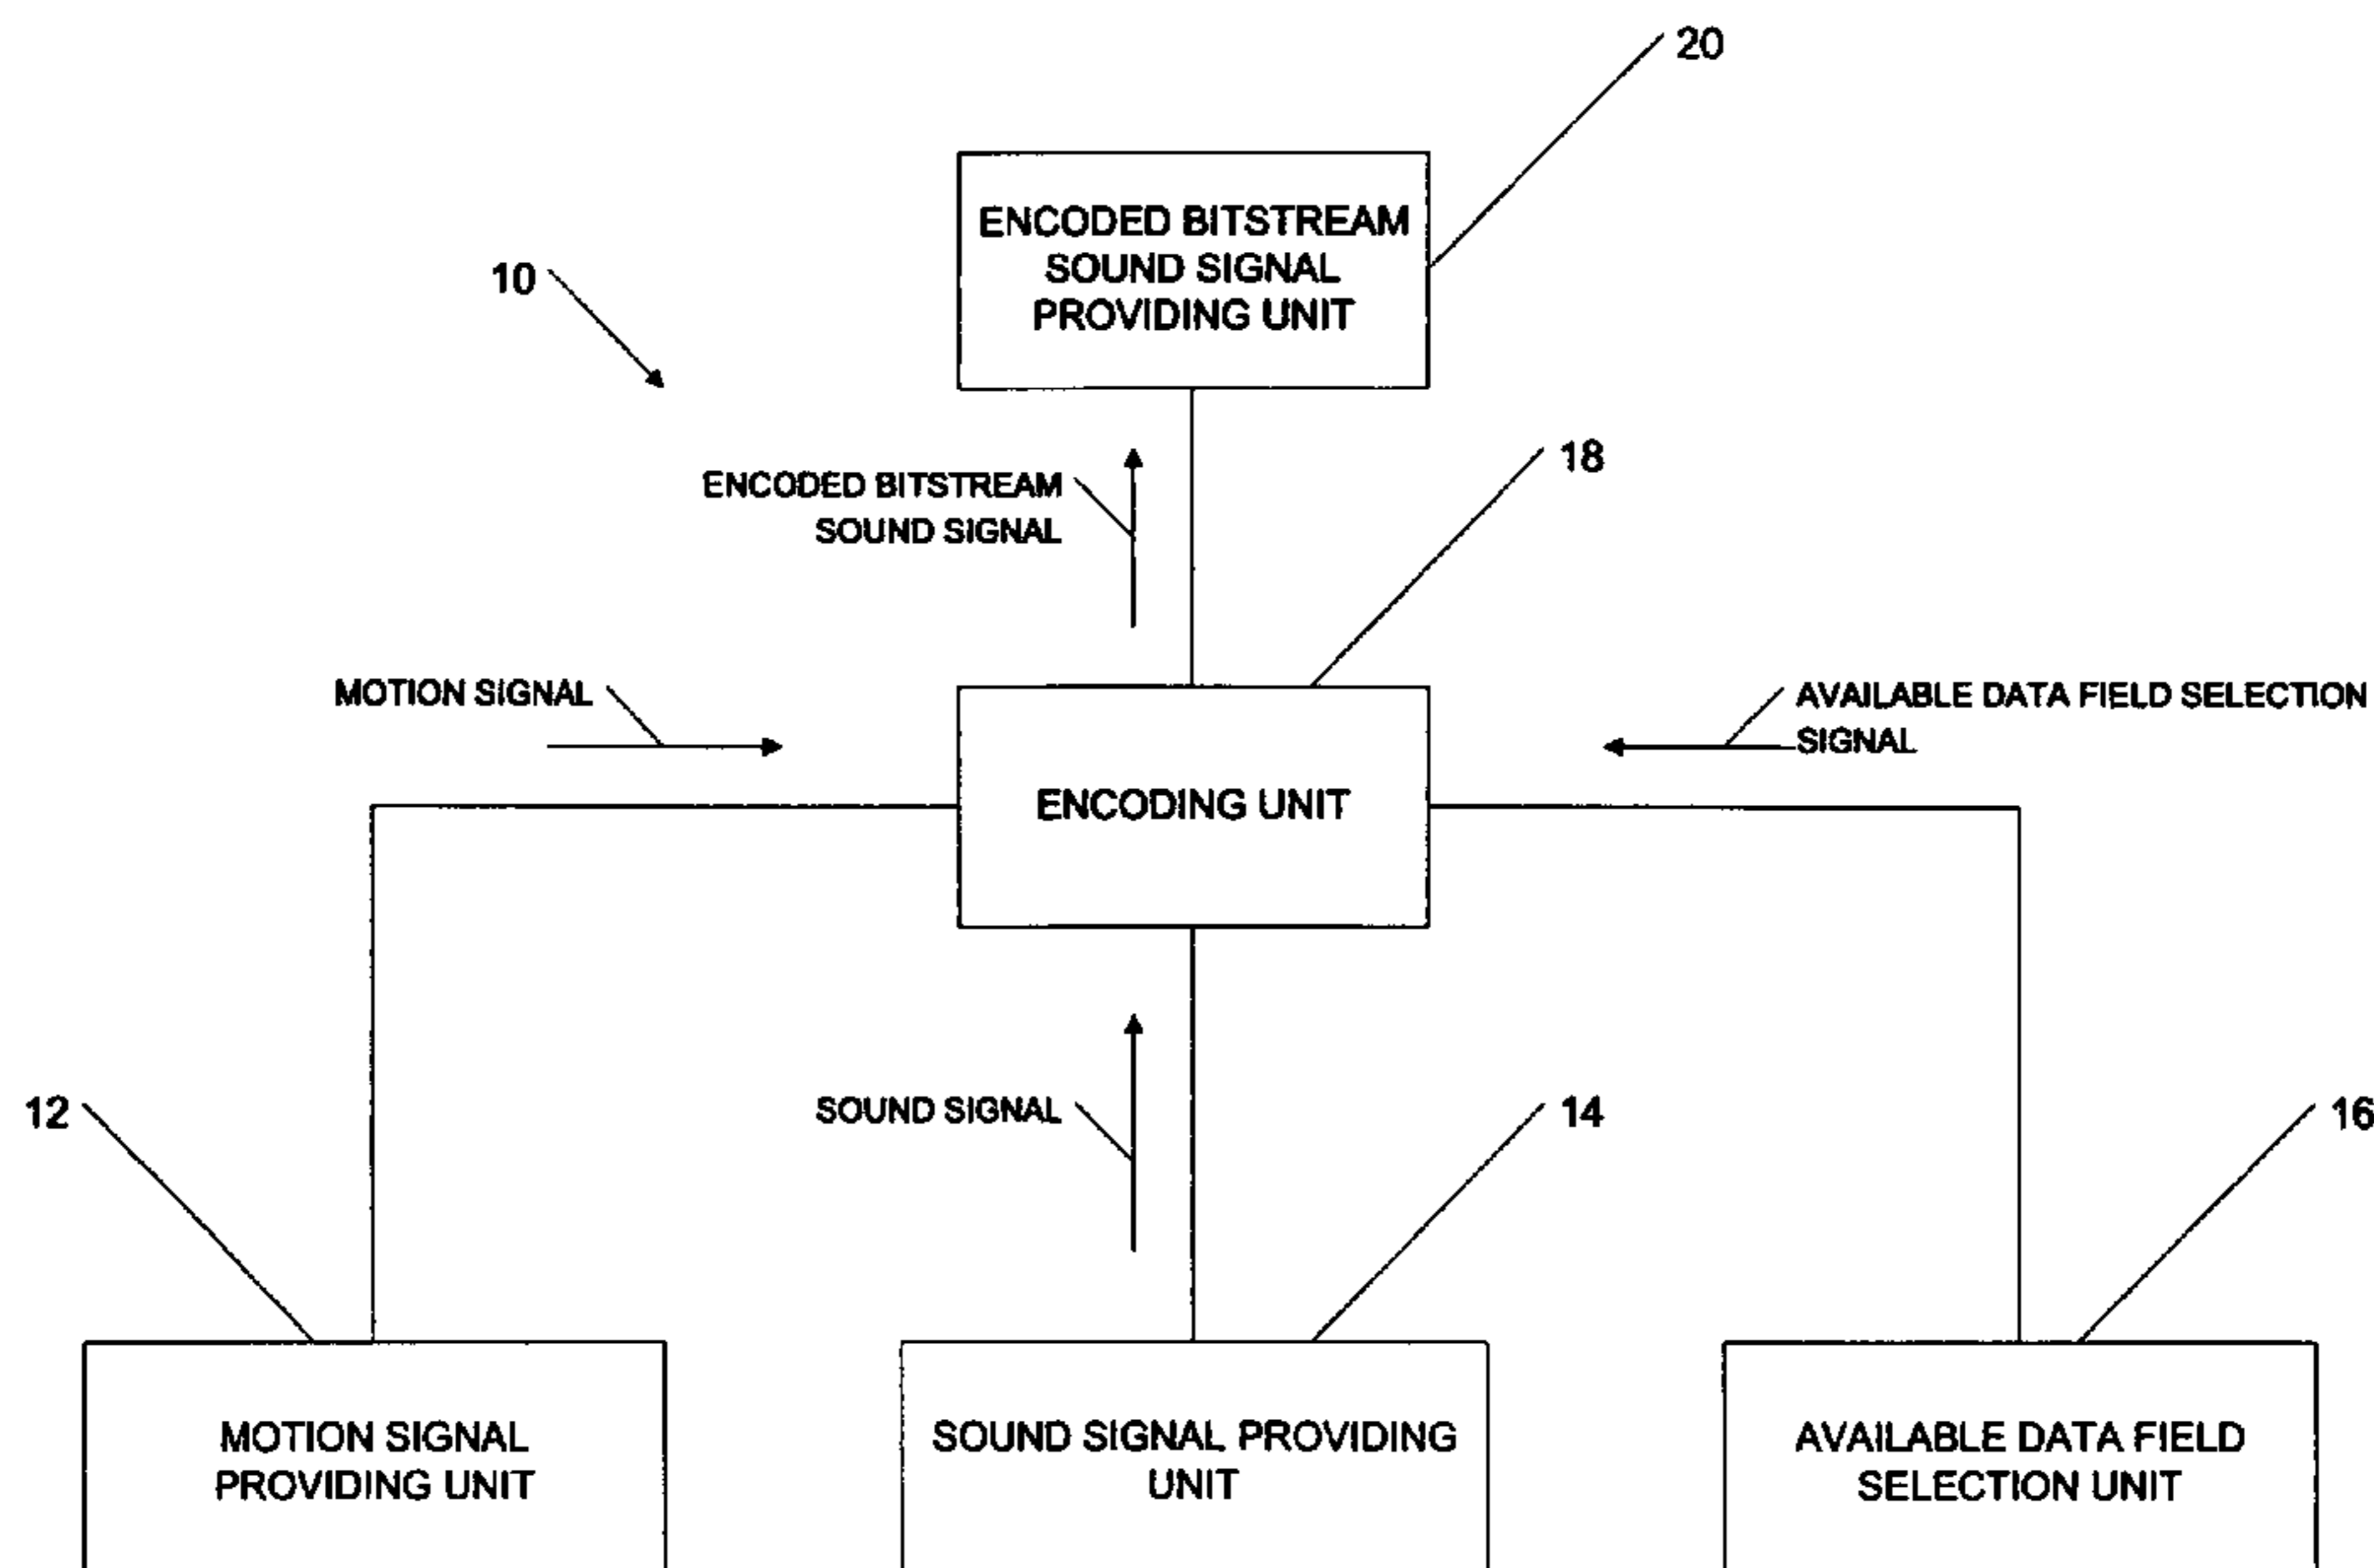 20
ENCODED BITSTREAM
SOUND SIGNAL
PROVIDING UNIT
10
18
ENCODED BITSTREAM
SOUND SIGNAL
MOTION SIGNAL
AVAILABLE DATA FIELD SELECTION
SIGNAL
ENCODING UNIT
12
SOUND SIGNAL
14
16
MOTION SIGNAL
PROVIDING UNIT
SOUND SIGNAL PROVIDING
UNIT
AVAILABLE DATA FIELD
SELECTION UNIT